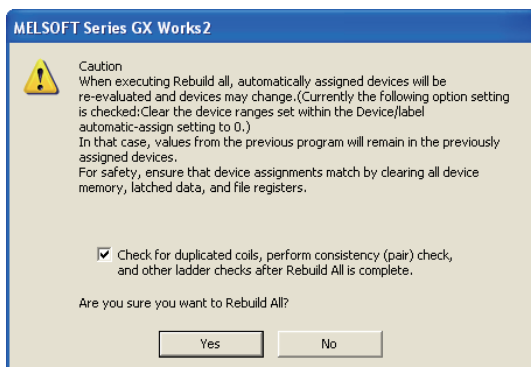 MELSOFT Series GX Works2
Caution
When executing Rebuild all, automatically assigned devices will be
re-evaluated and devices may change.(Currently the following option setting
is checked:Clear the device ranges set within the Device/label
automatic-assign setting to 0.)
In that case, values from the previous program will remain in the previously
assigned devices.
For safety, ensure that device assignments match by clearing all device
memory, latched data, and file registers.
Check for duplicated coils, perform consistency (pair) check,
and other ladder checks after Rebuild All is complete.
Are you sure you want to Rebuild All?
Yes No